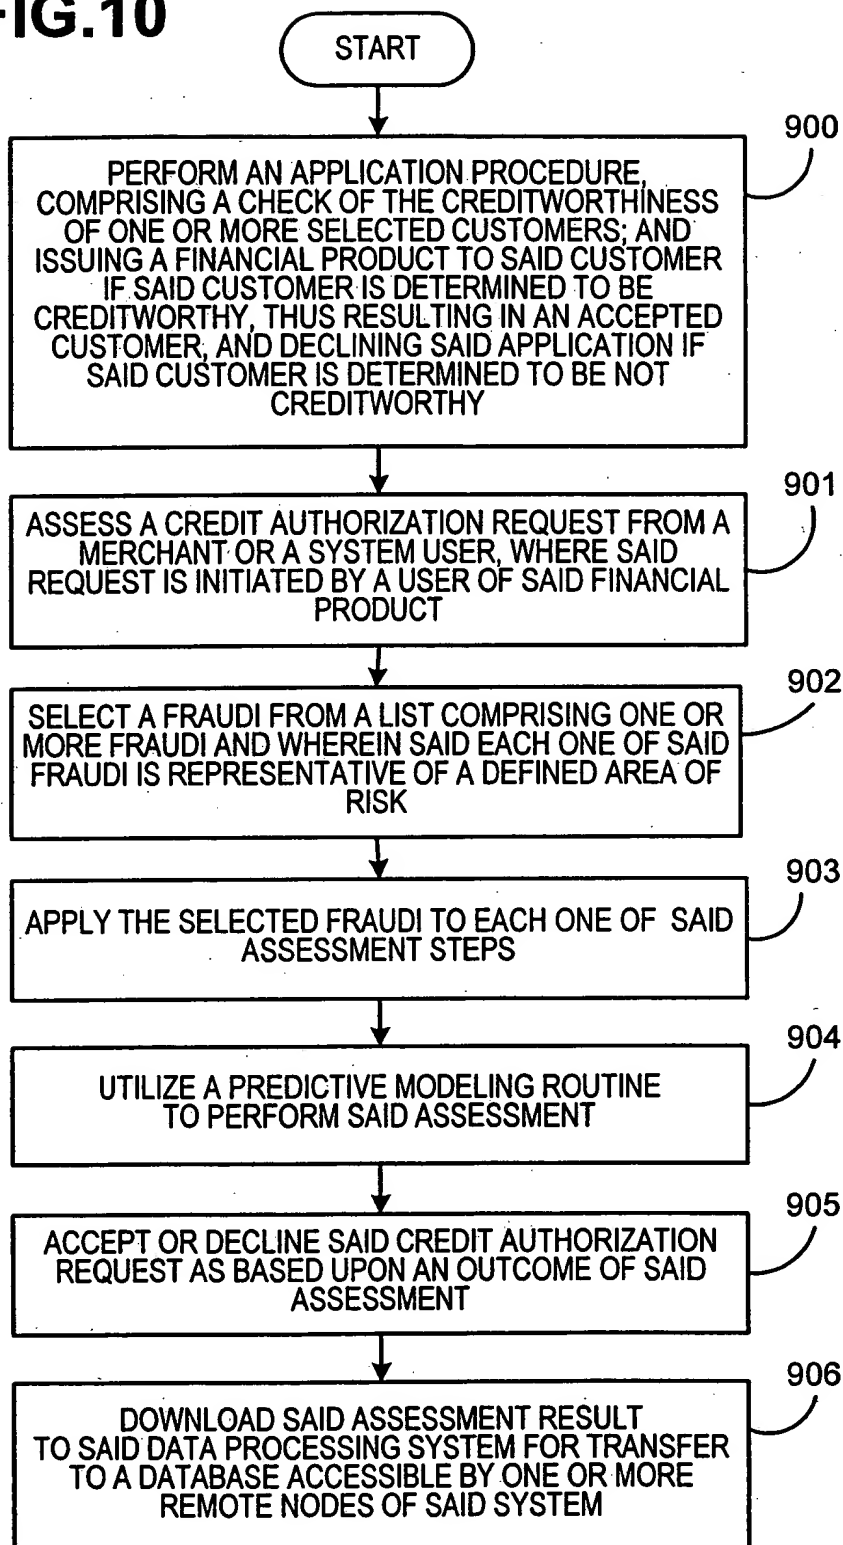 FIG.10
START
900
PERFORM AN APPLICATION PROCEDURE,
COMPRISING A CHECK OF THE CREDITWORTHINESS
OF ONE OR MORE SELECTED CUSTOMERS; AND
ISSUING A FINANCIAL PRODUCT TO SAID CUSTOMER
IF SAID CUSTOMER IS DETERMINED TO BE
CREDITWORTHY, THUS RESULTING IN AN ACCEPTED
CUSTOMER, AND DECLINING SAID APPLICATION IF
SAID CUSTOMER IS DETERMINED TO BE NOT
CREDITWORTHY
901
ASSESS A CREDIT AUTHORIZATION REQUEST FROM A
MERCHANT OR A SYSTEM USER, WHERE SAID
REQUEST IS INITIATED BY A USER OF SAID FINANCIAL
PRODUCT
902
SELECT A FRAUDI FROM A LIST COMPRISING ONE OR
MORE FRAUDI AND WHEREIN SAID EACH ONE OF SAID
FRAUDI IS REPRESENTATIVE OF A DEFINED AREA OF
RISK
903
APPLY THE SELECTED FRAUDI TO EACH ONE OF SAID
ASSESSMENT STEPS
904
UTILIZE A PREDICTIVE MODELING ROUTINE
TO PERFORM SAID ASSESSMENT
905
ACCEPT OR DECLINE SAID CREDIT AUTHORIZATION
REQUEST AS BASED UPON AN OUTCOME OF SAID
ASSESSMENT
906
DOWNLOAD SAID ASSESSMENT RESULT
TO SAID DATA PROCESSING SYSTEM FOR TRANSFER
TO A DATABASE ACCESSIBLE BY ONE OR MORE
REMOTE NODES OF SAID SYSTEM